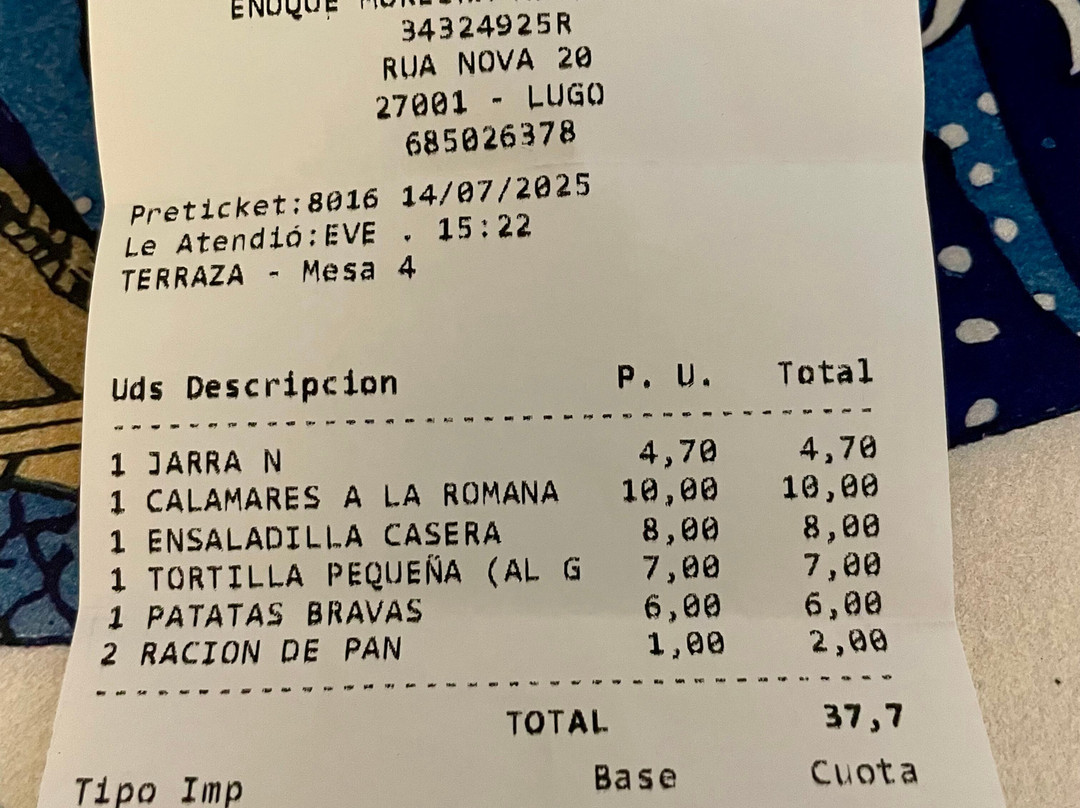 ENOQUE
34324925R
RUA NOVA 20
27001 - LUGO
685026378
Preticket:8016 14/07/2025
Le Atendió:EVE . 15:22
TERRAZA - Mesa 4
Uds Descripcion P. U. Total
1 JARRA N 4,70 4,70
1 CALAMARES A LA ROMANA 10,00 10,00
1 ENSALADILLA CASERA 8,00 8,00
1 TORTILLA PEQUEÑA (AL G 7,00 7,00
1 PATATAS BRAVAS 6,00 6,00
2 RACION DE PAN 1,00 2,00
TOTAL 37,7
Tipo Imp Base Cuota